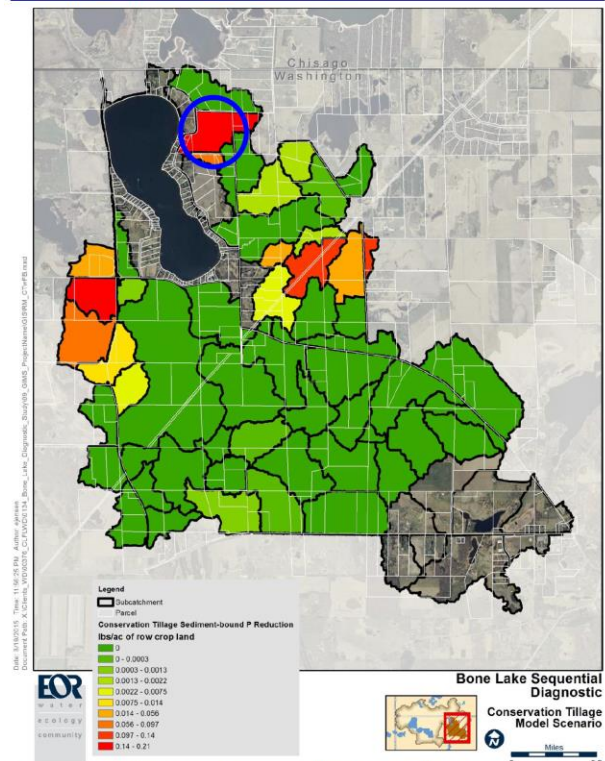 Chisago
Washington
Legend
Subcatchment
Parcel
Conservation Tillage Sediment-bound P Reduction
lbs/ac of row crop land
0
0 - 0.0003
0.0003 - 0.0013
0.0013 - 0.0022
0.0022 - 0.0075
0.0075 - 0.014
0.014 - 0.056
0.056 - 0.097
0.097 - 0.14
0.14 - 0.21
EOR
water
ecology
community
Bone Lake Sequential
Diagnostic
Conservation Tillage
Model Scenario
N
Miles